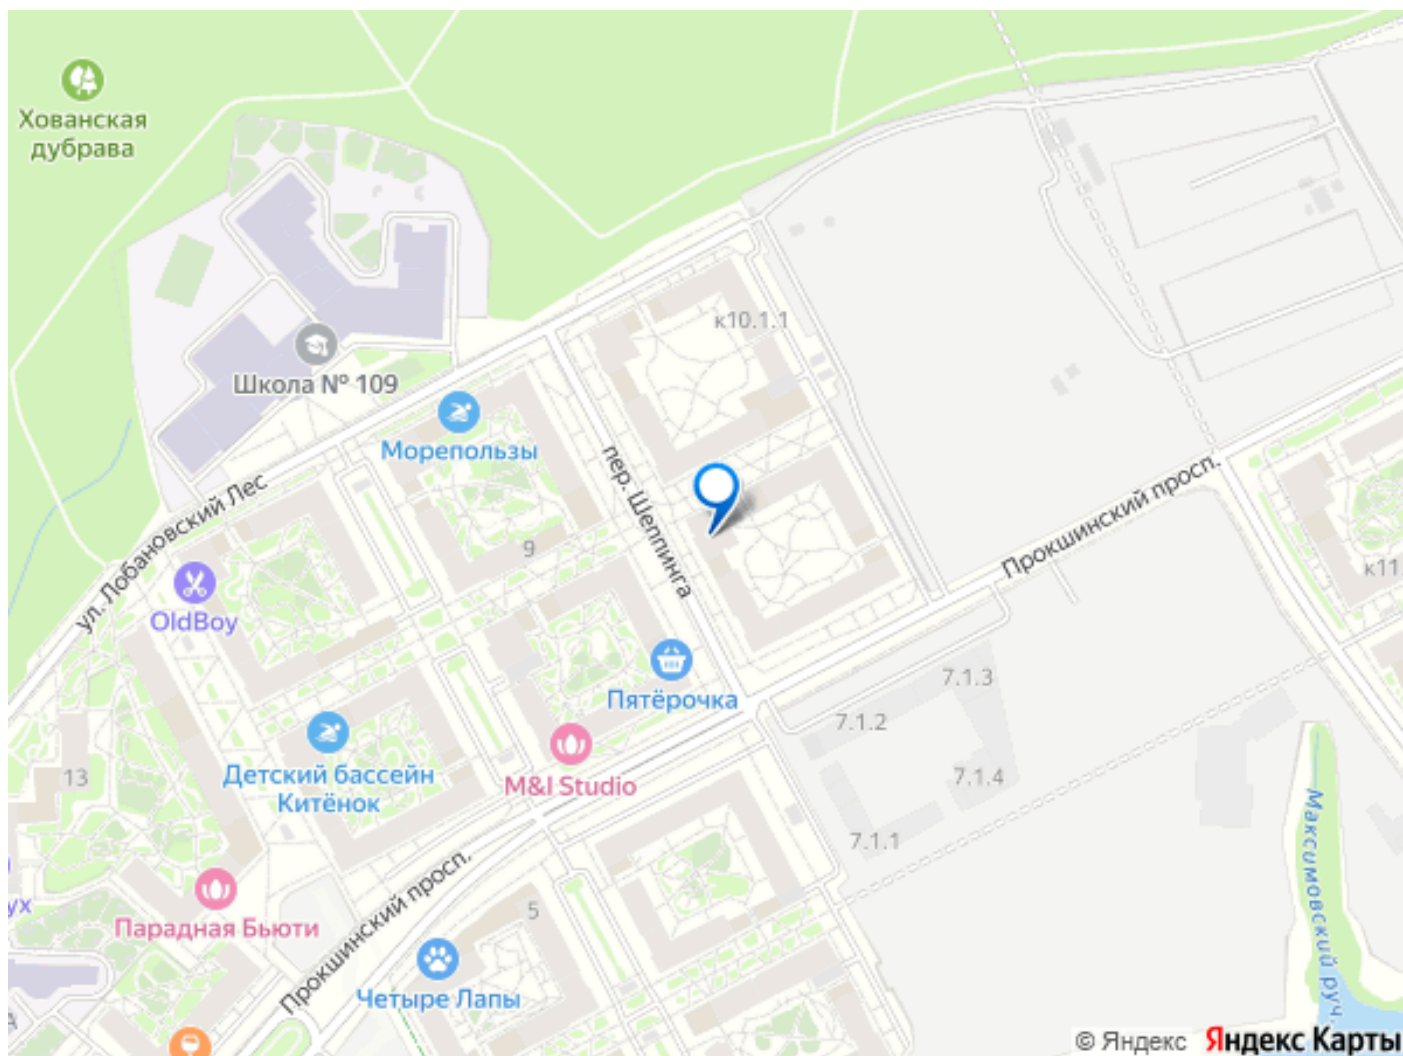 Хованская
дубрава
к10.1.1
Школа № 109
Морепользы
пер. Шеппинга
ул. Лобановский Лес
9
Прокшинский просп.
к11
OldBoy
Пятёрочка
7.1.3
7.1.2
M&I Studio
13
Детский бассейн
Китёнок
7.1.4
7.1.1
Максимовский руч.
ух
Парадная Бьюти
Прокшинский просп.
5
Четыре Лапы
© Яндекс Яндекс Карты